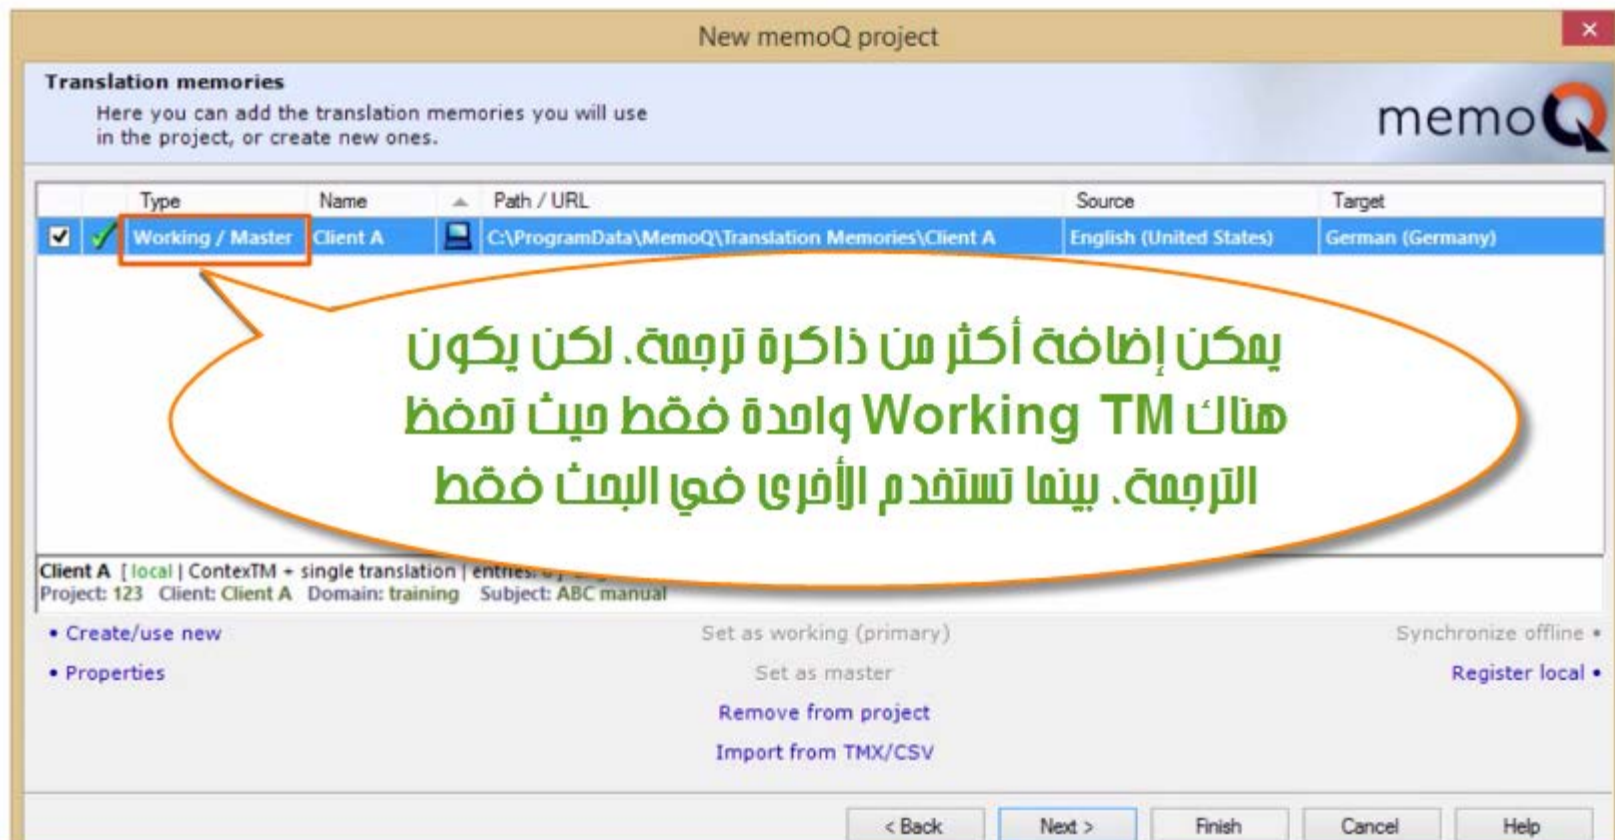 New memoQ project
Translation memories
Here you can add the translation memories you will use
in the project, or create new ones.
memoQ
Type Name Path / URL Source Target
Working / Master Client A C:\ProgramData\MemoQ\Translation Memories\Client A English (United States) German (Germany)
يمكن إضافة أكثر من ذاكرة ترجمة. لكن يكون
هناك Working TM واحدة فقط حيث تحفظ
الترجمة. بينما تستخدم الأخرى في البحث فقط
Client A [ local | ContexTM + single translation | entries:
Project: 123 Client: Client A Domain: training Subject: ABC manual
• Create/use new Set as working (primary) Synchronize offline •
• Properties Set as master Register local •
Remove from project
Import from TMX/CSV
< Back Next > Finish Cancel Help